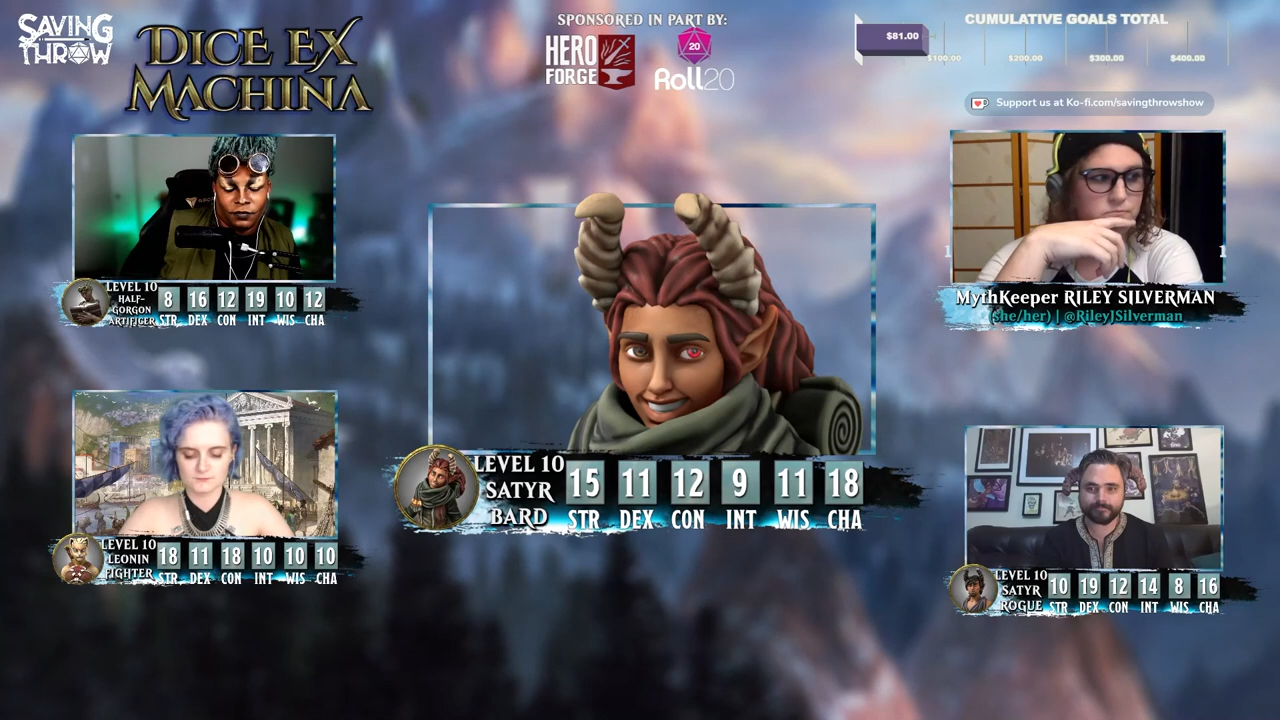 SAVING
THROW
DICE EX
MACHINA
SPONSORED IN PART BY:
HERO
FORGE
20
Roll20
CUMULATIVE GOALS TOTAL
$81.00
$100.00
$200.00
$300.00
$400.00
Support us at Ko-fi.com/savingthrowshow
LEVEL 10
HALF-
GORGON
ARTIFICER
8 16 12 19 10 12
STR DEX CON INT WIS CHA
1 1
MythKeeper RILEY SILVERMAN
(she/her) | @RileyJSilverman
LEVEL 10
SATYR
BARD
15 11 12 9 11 18
STR DEX CON INT WIS CHA
LEVEL 10
LEONIN
FIGHTER
18 11 18 10 10 10
STR DEX CON INT WIS CHA
LEVEL 10
SATYR
ROGUE
10 19 12 14 8 16
STR DEX CON INT WIS CHA